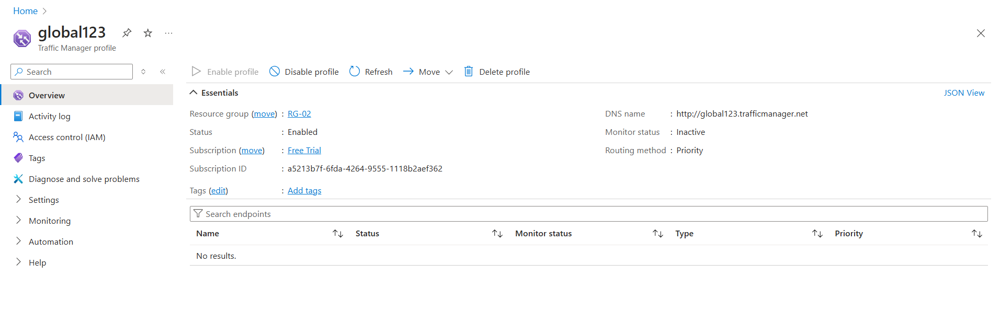 Home
global123
Traffic Manager profile
Search
Enable profile Disable profile Refresh Move Delete profile
Overview
Activity log
Access control (IAM)
Tags
Diagnose and solve problems
Settings
Monitoring
Automation
Help
Essentials JSON View
Resource group (move) : RG-02
Status : Enabled
Subscription (move) : Free Trial
Subscription ID : a5213b7f-6fda-4264-9555-1118b2aef362
Tags (edit) : Add tags
DNS name : http://global123.trafficmanager.net
Monitor status : Inactive
Routing method : Priority
Search endpoints
Name Status Monitor status Type Priority
No results.